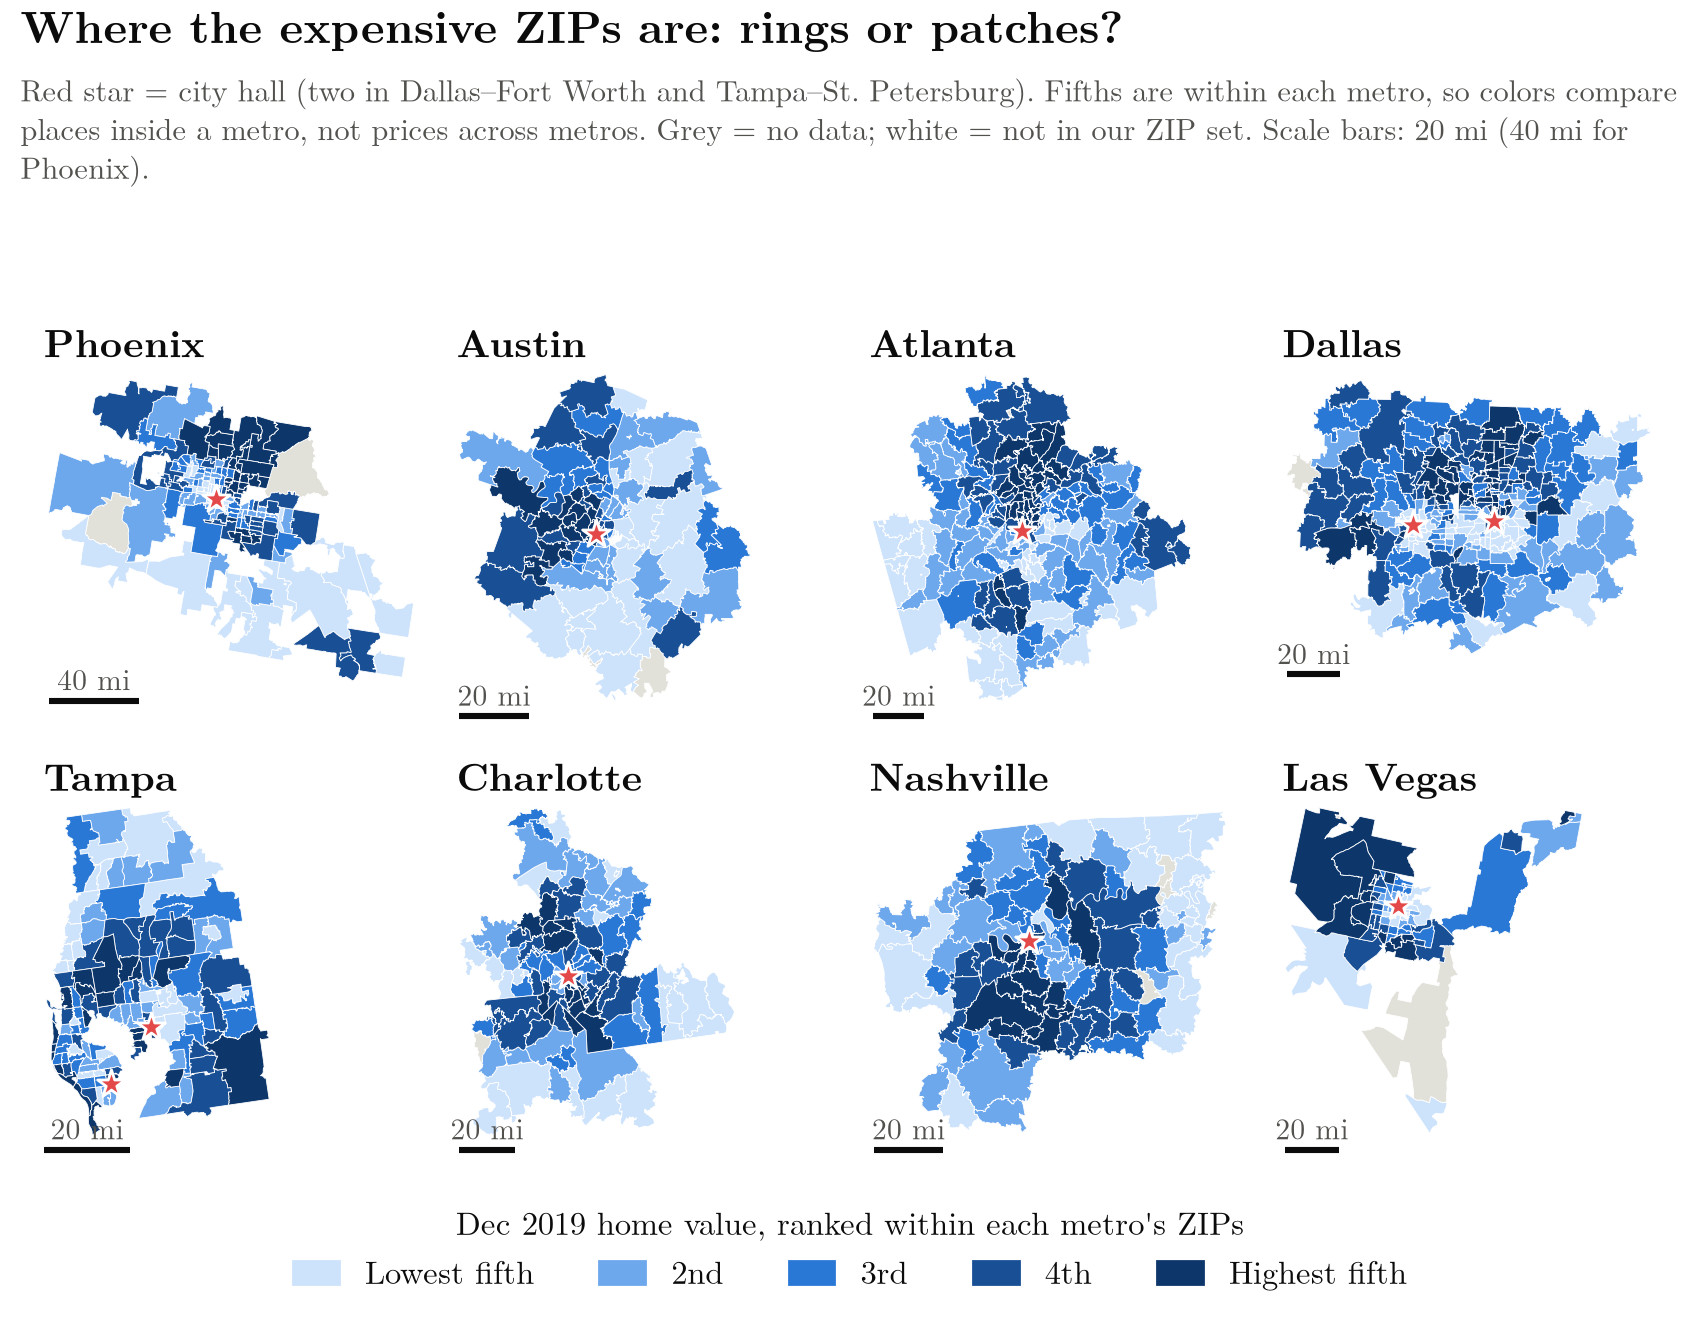 Where the expensive ZIPs are: rings or patches?
Red star = city hall (two in Dallas–Fort Worth and Tampa–St. Petersburg). Fifths are within each metro, so colors compare
places inside a metro, not prices across metros. Grey = no data; white = not in our ZIP set. Scale bars: 20 mi (40 mi for
Phoenix).
Phoenix
Austin
Atlanta
Dallas
40 mi
20 mi
20 mi
20 mi
Tampa
Charlotte
Nashville
Las Vegas
20 mi
20 mi
20 mi
20 mi
Dec 2019 home value, ranked within each metro's ZIPs
Lowest fifth
2nd
3rd
4th
Highest fifth